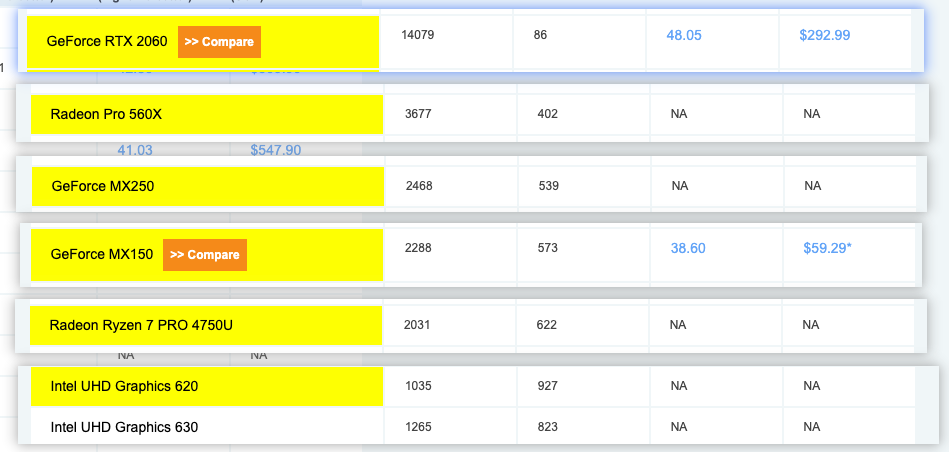 GeForce RTX 2060 >> Compare 14079 86 48.05 $292.99
1
Radeon Pro 560X 3677 402 NA NA
41.03 $547.90
GeForce MX250 2468 539 NA NA
GeForce MX150 >> Compare 2288 573 38.60 $59.29*
Radeon Ryzen 7 PRO 4750U 2031 622 NA NA
NA NA
Intel UHD Graphics 620 1035 927 NA NA
Intel UHD Graphics 630 1265 823 NA NA